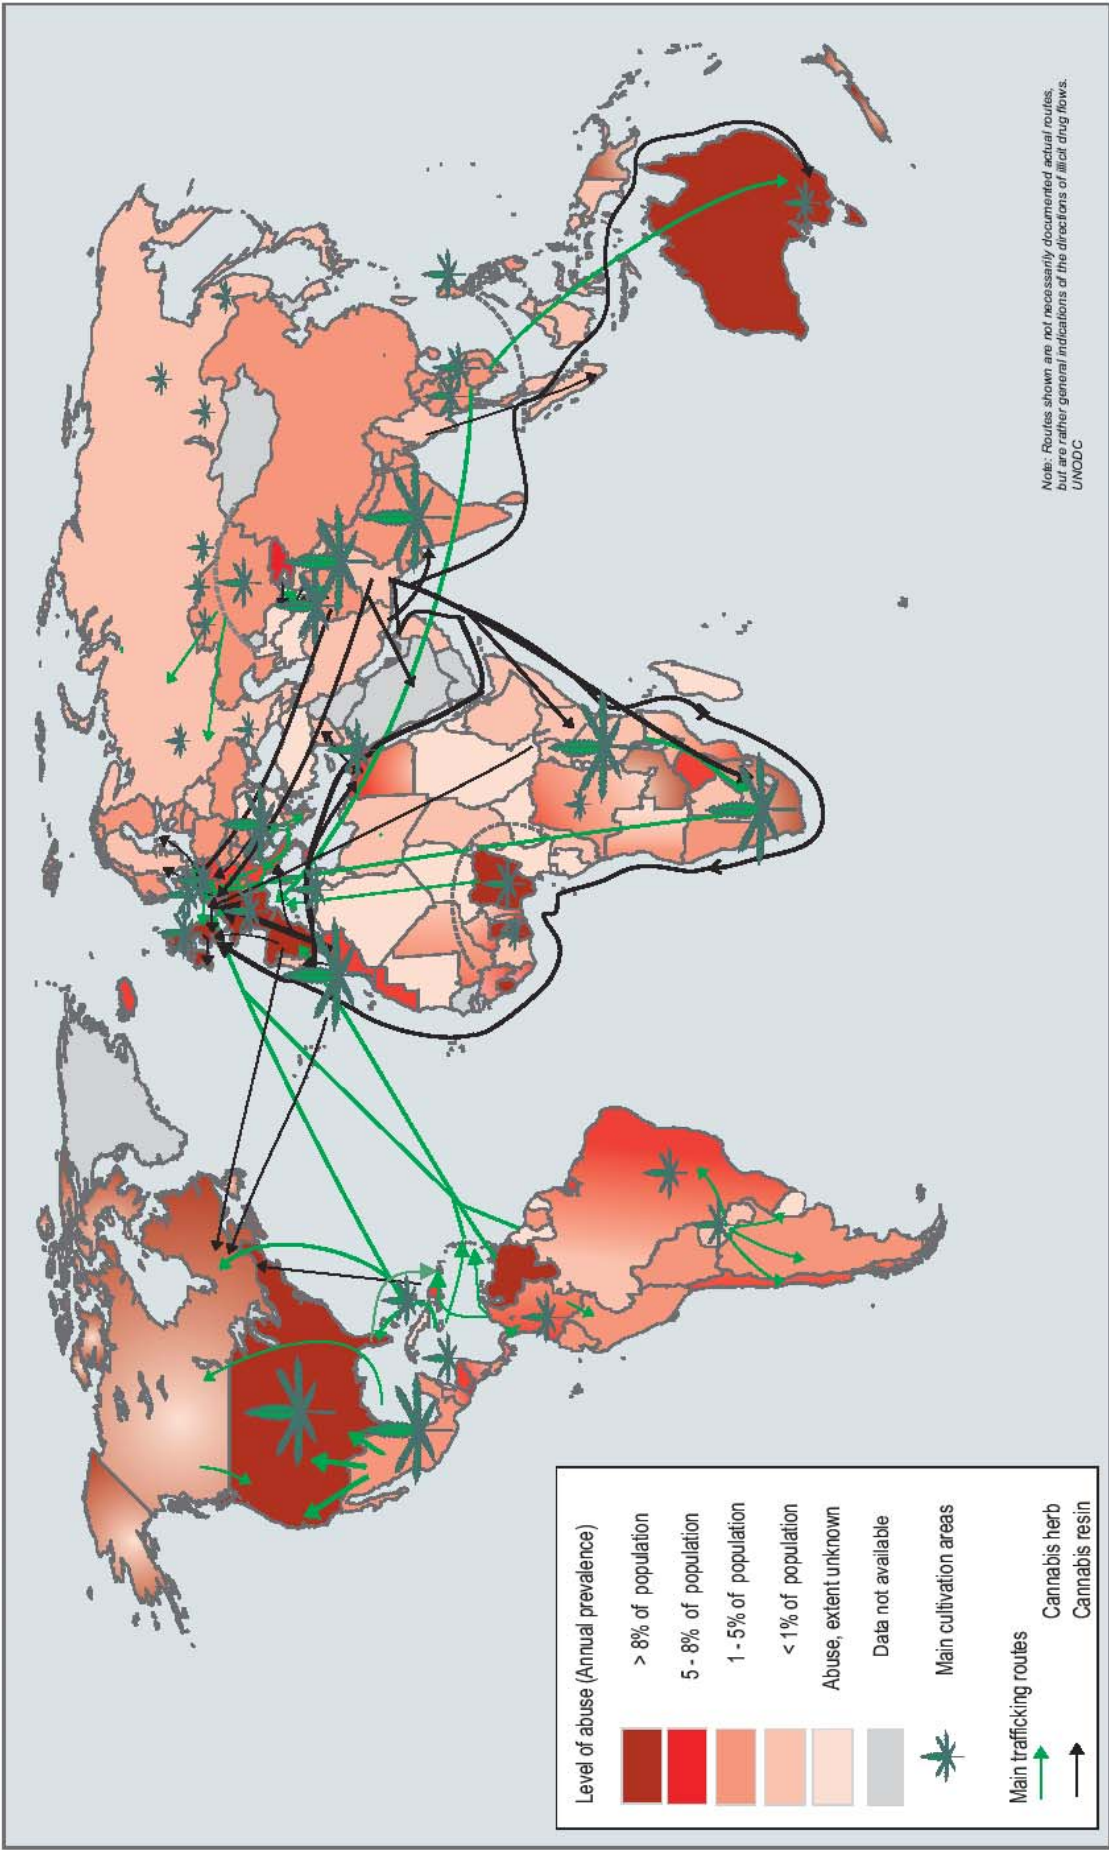 Note: Routes shown are not necessarily documented actual routes,
but are rather general indications of the directions of illicit drug flows.
UNODC
Level of abuse (Annual prevalence)
> 8% of population
5 - 8% of population
1 - 5% of population
< 1% of population
Abuse, extent unknown
Data not available
Main cultivation areas
Main trafficking routes
Cannabis herb
Cannabis resin